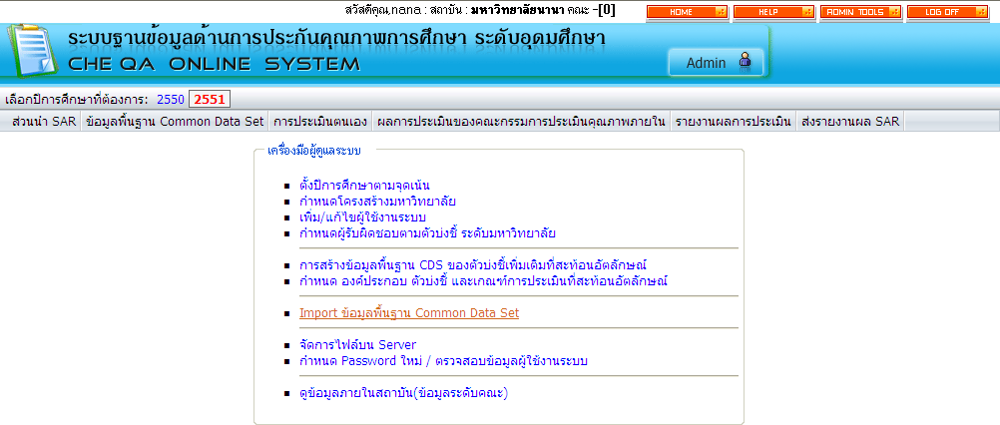 สวัสดีคุณ,nana : สถาบัน : มหาวิทยาลัยนานา คณะ -[0] HOME HELP ADMIN TOOLS LOG OFF
ระบบฐานข้อมูลด้านการประกันคุณภาพการศึกษา ระดับอุดมศึกษา
CHE QA ONLINE SYSTEM
Admin
เลือกปีการศึกษาที่ต้องการ: 2550 2551
ส่วนนำ SAR ข้อมูลพื้นฐาน Common Data Set การประเมินตนเอง ผลการประเมินของคณะกรรมการประเมินคุณภาพภายใน รายงานผลการประเมิน ส่งรายงานผล SAR
เครื่องมือผู้ดูแลระบบ
ตั้งปีการศึกษาตามจุดเน้น
กำหนดโครงสร้างมหาวิทยาลัย
เพิ่ม/แก้ไขผู้ใช้งานระบบ
กำหนดผู้รับผิดชอบตามตัวบ่งชี้ ระดับมหาวิทยาลัย
การสร้างข้อมูลพื้นฐาน CDS ของตัวบ่งชี้เพิ่มเติมที่สะท้อนอัตลักษณ์
กำหนด องค์ประกอบ ตัวบ่งชี้ และเกณฑ์การประเมินที่สะท้อนอัตลักษณ์
Import ข้อมูลพื้นฐาน Common Data Set
จัดการไฟล์บน Server
กำหนด Password ใหม่ / ตรวจสอบข้อมูลผู้ใช้งานระบบ
ดูข้อมูลภายในสถาบัน(ข้อมูลระดับคณะ)